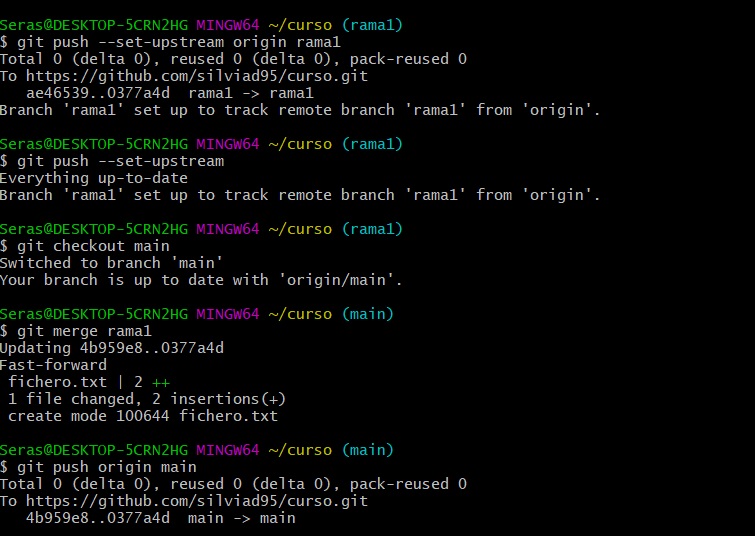 Seras@DESKTOP-5CRN2HG MINGW64 ~/curso (rama1)
$ git push --set-upstream origin rama1
Total 0 (delta 0), reused 0 (delta 0), pack-reused 0
To https://github.com/silviad95/curso.git
   ae46539..0377a4d  rama1 -> rama1
Branch 'rama1' set up to track remote branch 'rama1' from 'origin'.

Seras@DESKTOP-5CRN2HG MINGW64 ~/curso (rama1)
$ git push --set-upstream
Everything up-to-date
Branch 'rama1' set up to track remote branch 'rama1' from 'origin'.

Seras@DESKTOP-5CRN2HG MINGW64 ~/curso (rama1)
$ git checkout main
Switched to branch 'main'
Your branch is up to date with 'origin/main'.

Seras@DESKTOP-5CRN2HG MINGW64 ~/curso (main)
$ git merge rama1
Updating 4b959e8..0377a4d
Fast-forward
 fichero.txt | 2 ++
 1 file changed, 2 insertions(+)
 create mode 100644 fichero.txt

Seras@DESKTOP-5CRN2HG MINGW64 ~/curso (main)
$ git push origin main
Total 0 (delta 0), reused 0 (delta 0), pack-reused 0
To https://github.com/silviad95/curso.git
   4b959e8..0377a4d  main -> main